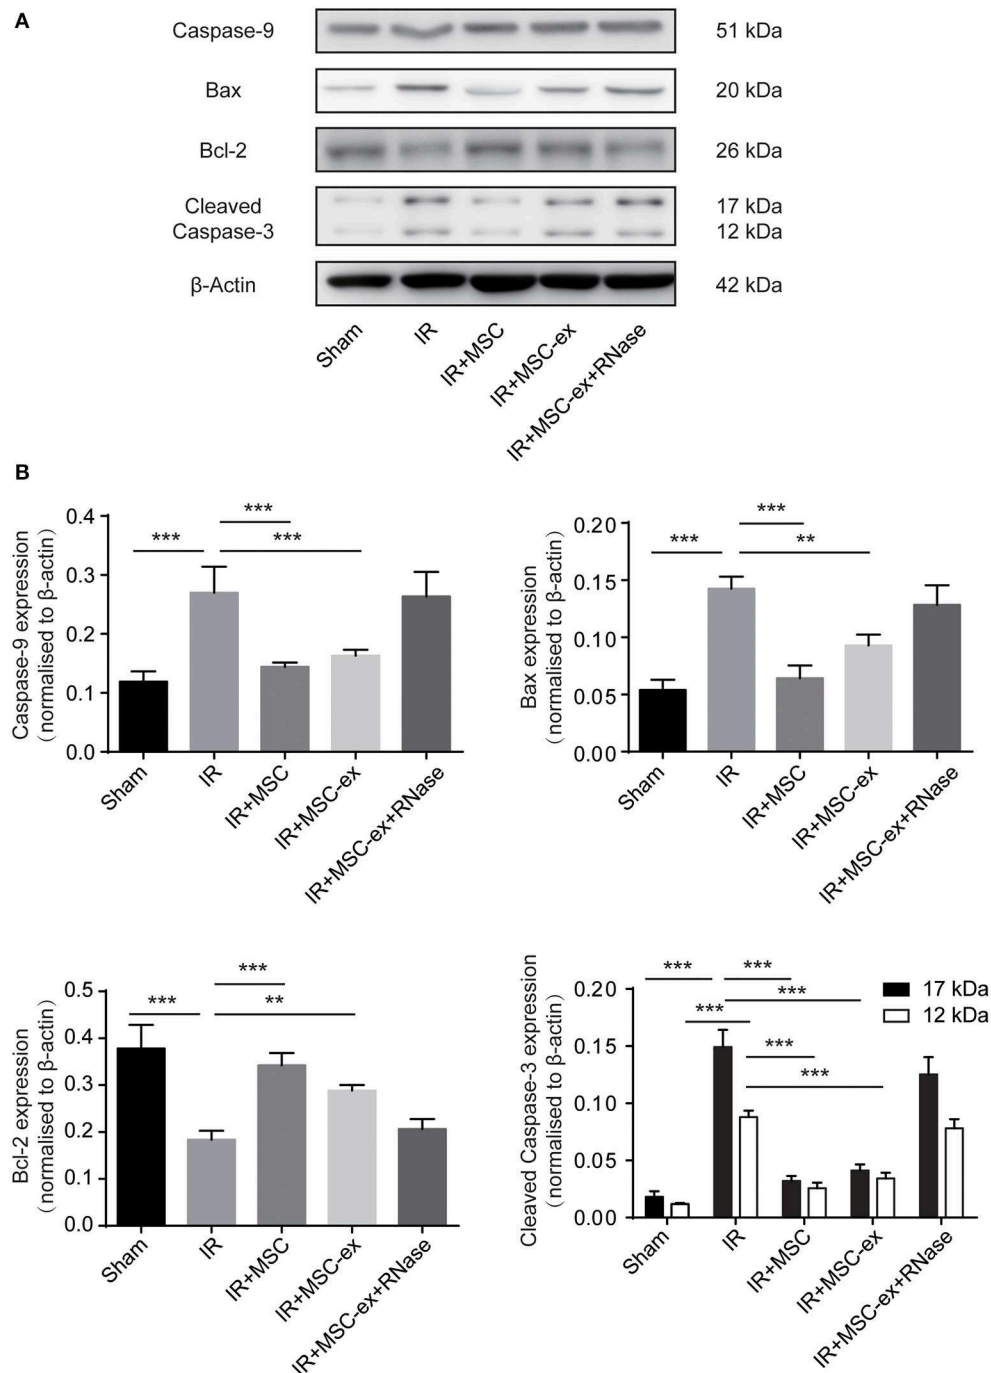 A
Caspase-9 51 kDa
Bax 20 kDa
Bcl-2 26 kDa
Cleaved 17 kDa
Caspase-3 12 kDa
β-Actin 42 kDa
Sham IR IR+MSC IR+MSC-ex IR+MSC-ex+RNase
B
Caspase-9 expression
(normalised to β-actin)
0.4
0.3
0.2
0.1
0.0
*** *** ***
Sham IR IR+MSC IR+MSC-ex IR+MSC-ex+RNase
Bax expression
(normalised to β-actin)
0.20
0.15
0.10
0.05
0.00
*** *** **
Sham IR IR+MSC IR+MSC-ex IR+MSC-ex+RNase
Bcl-2 expression
(normalised to β-actin)
0.5
0.4
0.3
0.2
0.1
0.0
*** *** **
Sham IR IR+MSC IR+MSC-ex IR+MSC-ex+RNase
Cleaved Caspase-3 expression
(normalised to β-actin)
0.20
0.15
0.10
0.05
0.00
*** ***
***
***
***
***
17 kDa
12 kDa
Sham IR IR+MSC IR+MSC-ex IR+MSC-ex+RNase